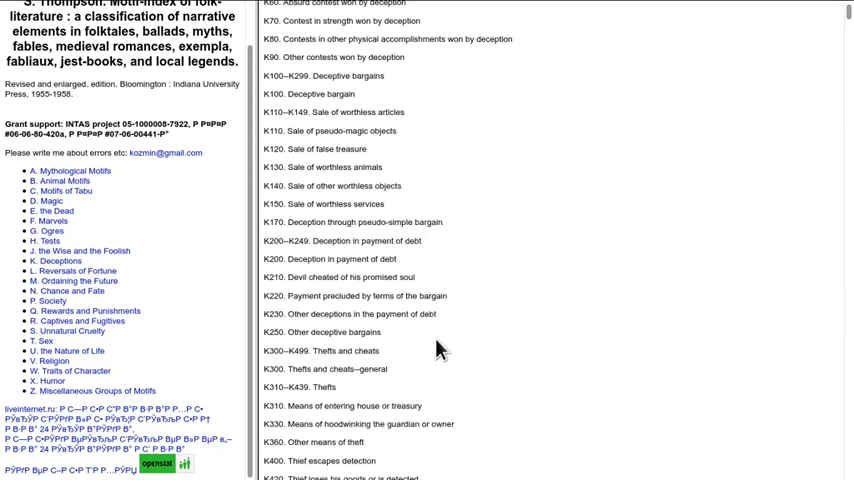 S. Thompson. Motif-index of folk-
literature : a classification of narrative
elements in folktales, ballads, myths,
fables, medieval romances, exempla,
fabliaux, jest-books, and local legends.
Revised and enlarged. edition. Bloomington : Indiana University
Press, 1955-1958.
Grant support: INTAS project 05-1000008-7922, Р Р¤Р¤Р
#06-06-80-420a, Р Р¤Р¤Р #07-06-00441-Р°
Please write me about errors etc: kozmin@gmail.com
A. Mythological Motifs
B. Animal Motifs
C. Motifs of Tabu
D. Magic
E. the Dead
F. Marvels
G. Ogres
H. Tests
J. the Wise and the Foolish
K. Deceptions
L. Reversals of Fortune
M. Ordaining the Future
N. Chance and Fate
P. Society
Q. Rewards and Punishments
R. Captives and Fugitives
S. Unnatural Cruelty
T. Sex
U. the Nature of Life
V. Religion
W. Traits of Character
X. Humor
Z. Miscellaneous Groups of Motifs
liveinternet.ru:
openstat
K60. Absurd contest won by deception
K70. Contest in strength won by deception
K80. Contests in other physical accomplishments won by deception
K90. Other contests won by deception
K100--K299. Deceptive bargains
K100. Deceptive bargain
K110--K149. Sale of worthless articles
K110. Sale of pseudo-magic objects
K120. Sale of false treasure
K130. Sale of worthless animals
K140. Sale of other worthless objects
K150. Sale of worthless services
K170. Deception through pseudo-simple bargain
K200--K249. Deception in payment of debt
K200. Deception in payment of debt
K210. Devil cheated of his promised soul
K220. Payment precluded by terms of the bargain
K230. Other deceptions in the payment of debt
K250. Other deceptive bargains
K300--K499. Thefts and cheats
K300. Thefts and cheats--general
K310--K439. Thefts
K310. Means of entering house or treasury
K330. Means of hoodwinking the guardian or owner
K360. Other means of theft
K400. Thief escapes detection
K420. Thief loses his goods or is detected